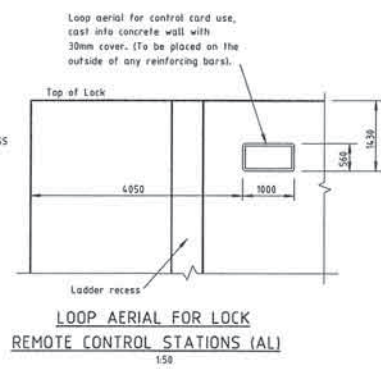 Loop aerial for control card use,
cast into concrete wall with
30mm cover. (To be placed on the
outside of any reinforcing bars).
Top of Lock
1430
560
4050
1000
Ladder recess
LOOP AERIAL FOR LOCK
REMOTE CONTROL STATIONS (AL)
1:50